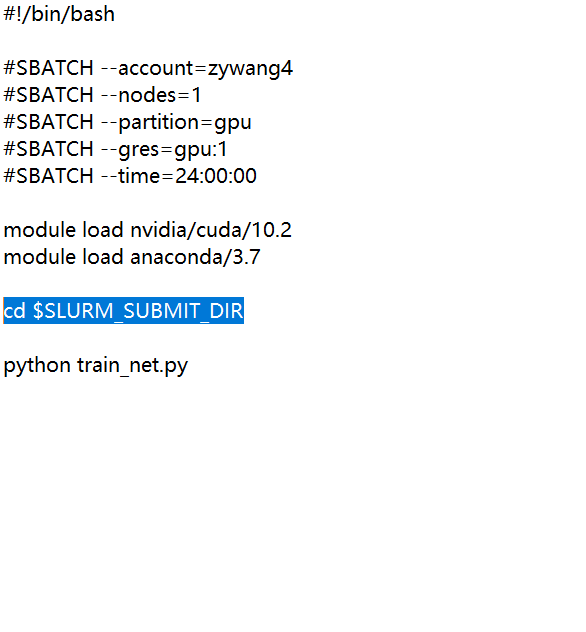 #!/bin/bash
#SBATCH --account=zywang4
#SBATCH --nodes=1
#SBATCH --partition=gpu
#SBATCH --gres=gpu:1
#SBATCH --time=24:00:00
module load nvidia/cuda/10.2
module load anaconda/3.7
cd $SLURM_SUBMIT_DIR
python train_net.py